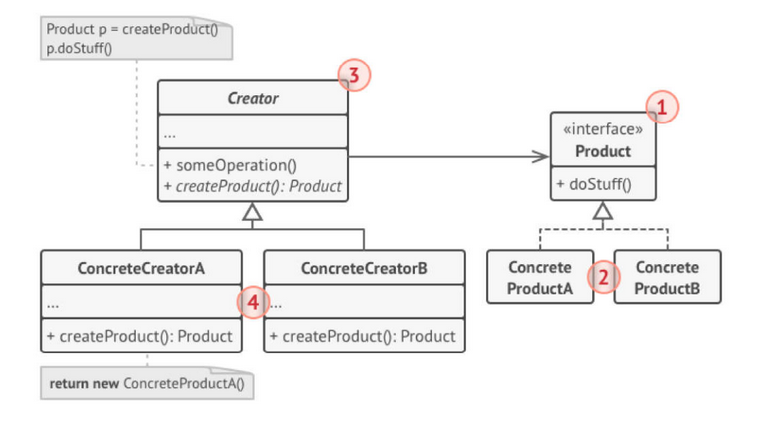 Product p = createProduct()
p.doStuff()
3
Creator
...
+ someOperation()
+ createProduct(): Product
1
«interface»
Product
+ doStuff()
ConcreteCreatorA
...
+ createProduct(): Product
4
ConcreteCreatorB
...
+ createProduct(): Product
Concrete
ProductA
2
Concrete
ProductB
return new ConcreteProductA()